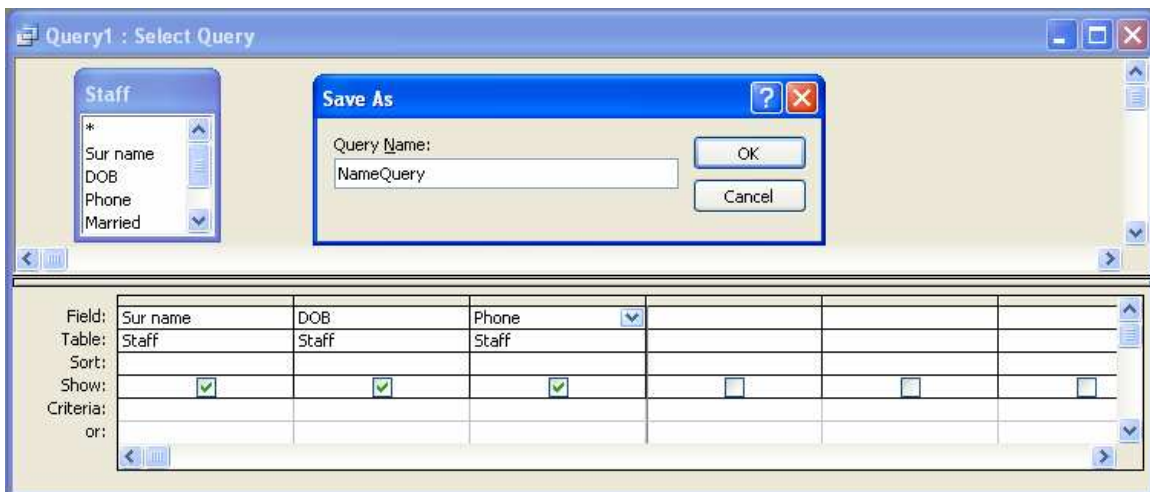 Query1 : Select Query
Staff
*
Sur name
DOB
Phone
Married
Save As
Query Name:
NameQuery
OK
Cancel
Field: Sur name DOB Phone
Table: Staff Staff Staff
Sort:
Show:
Criteria:
or: